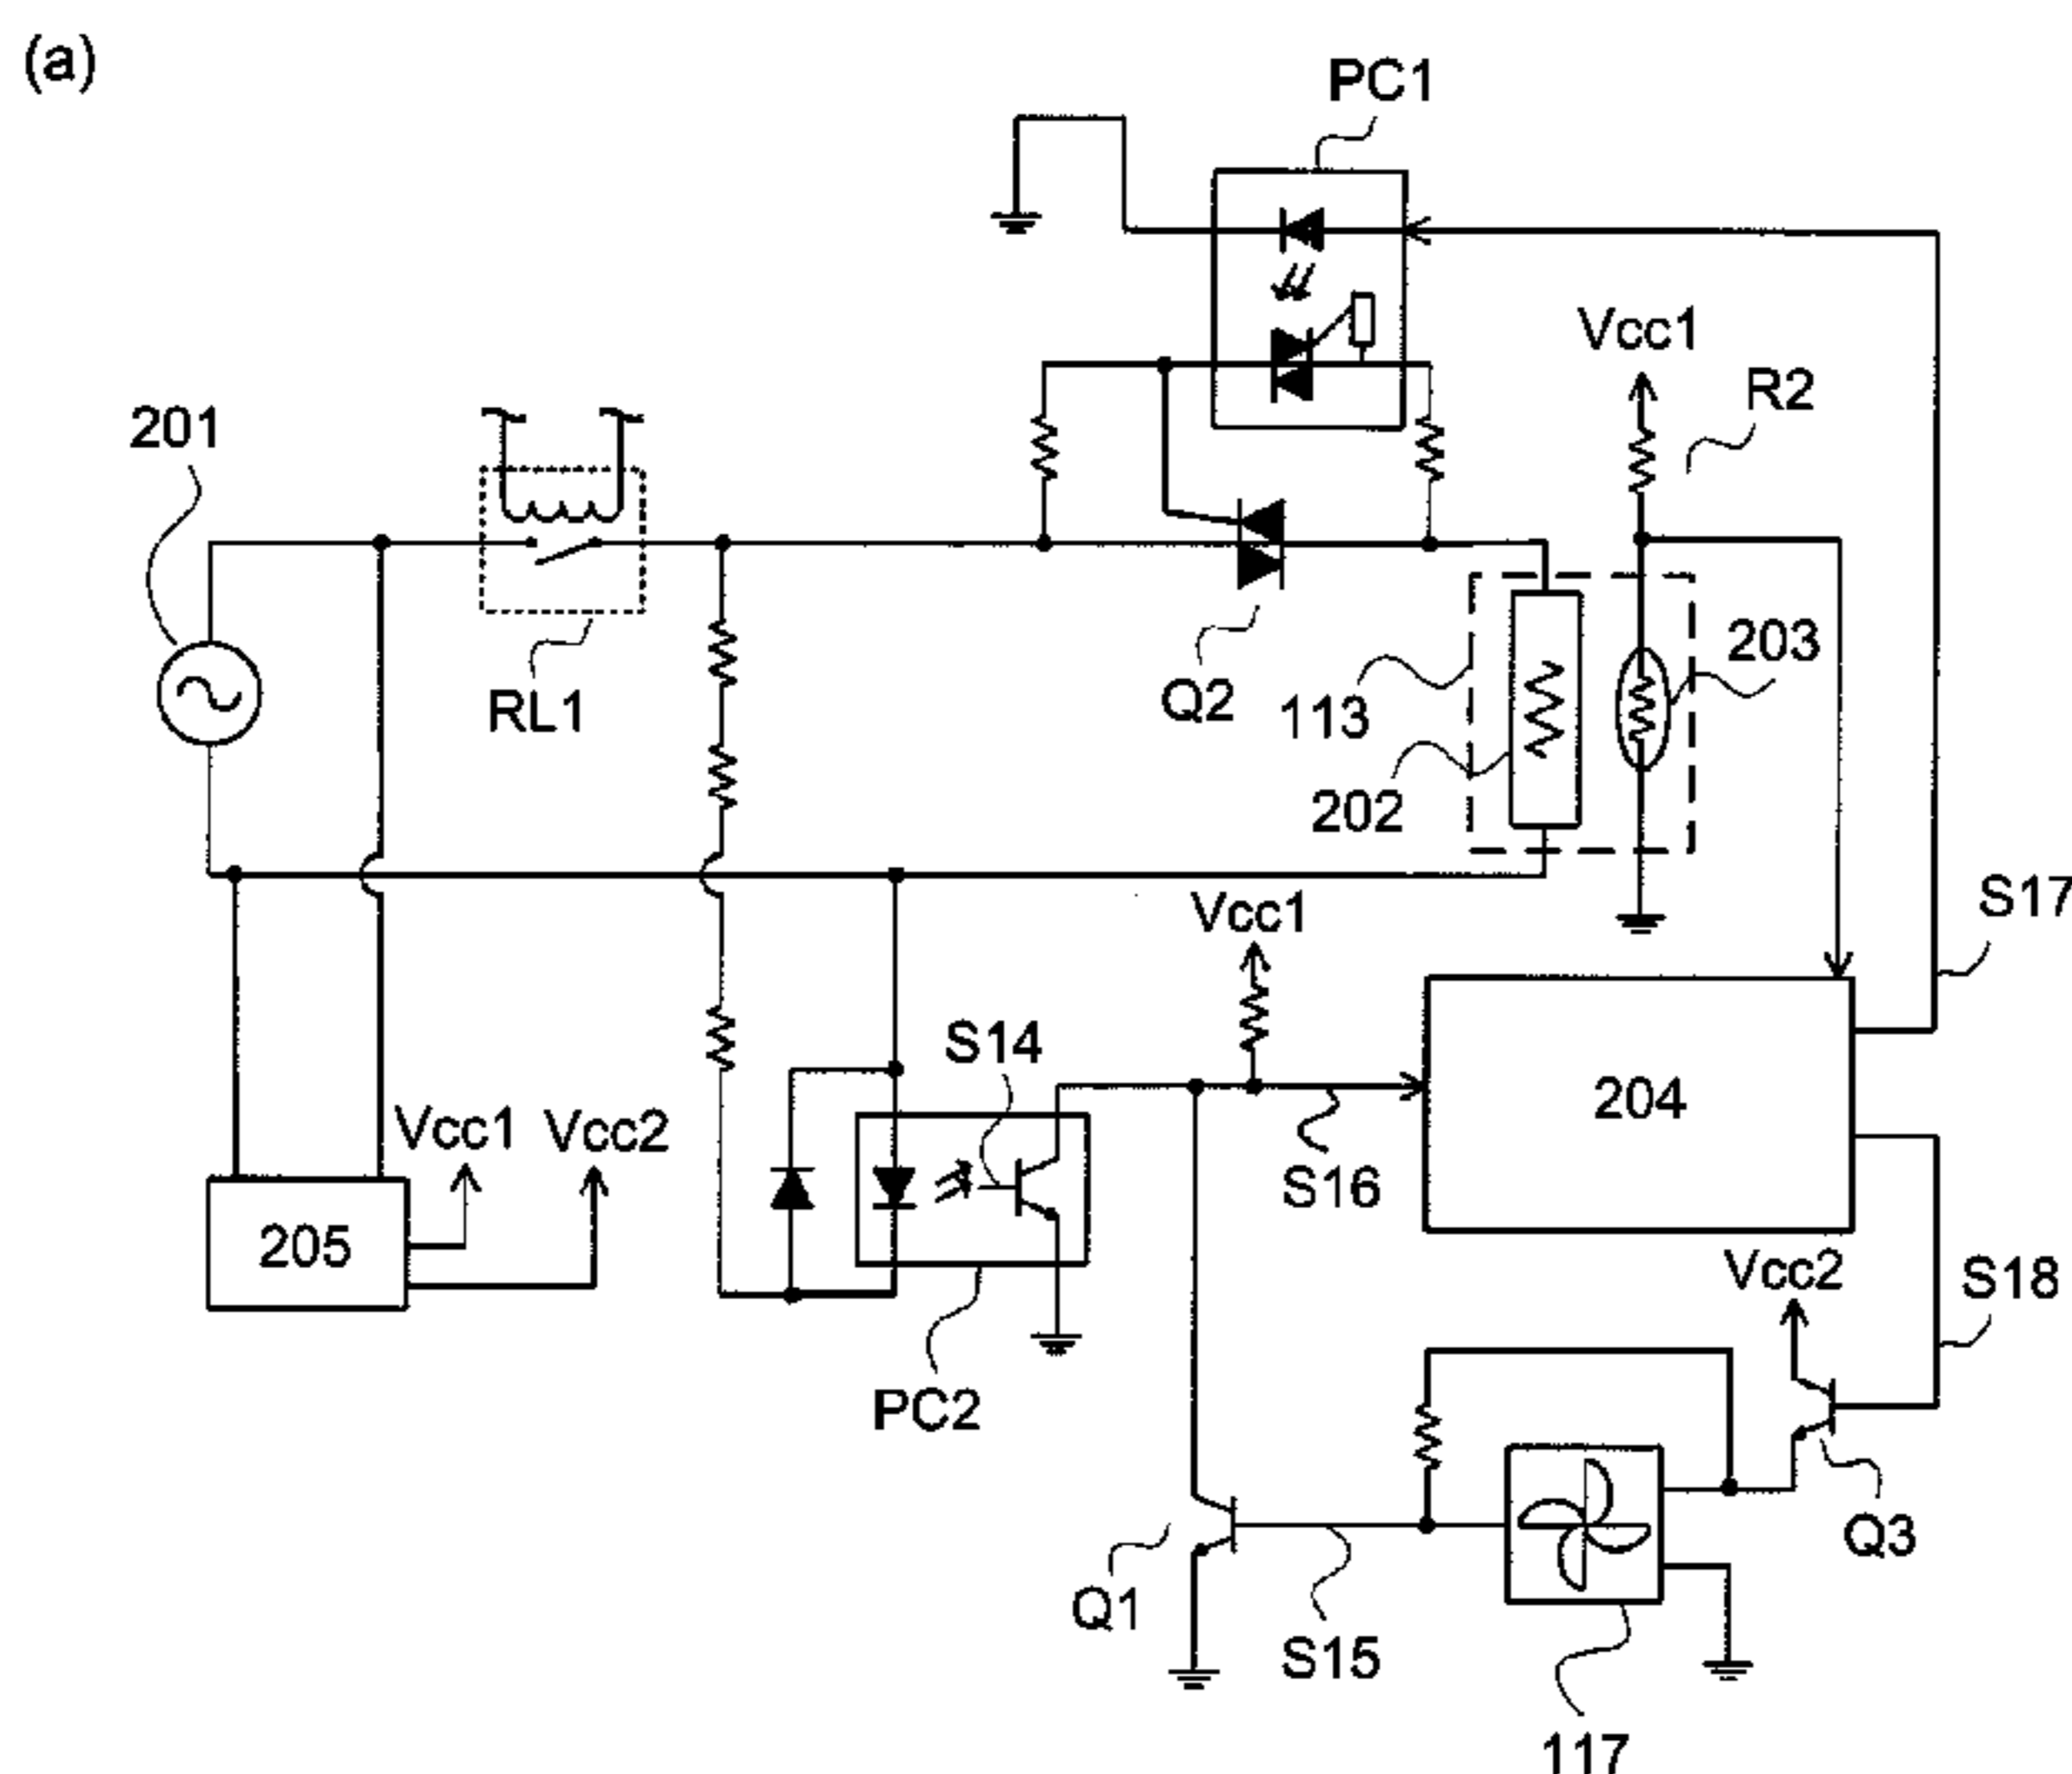 (a)
PC1
Vcc1
R2
201
RL1
Q2
113
203
202
S17
Vcc1
S14
204
Vcc1
Vcc2
S16
205
Vcc2
S18
PC2
Q3
Q1
S15
117